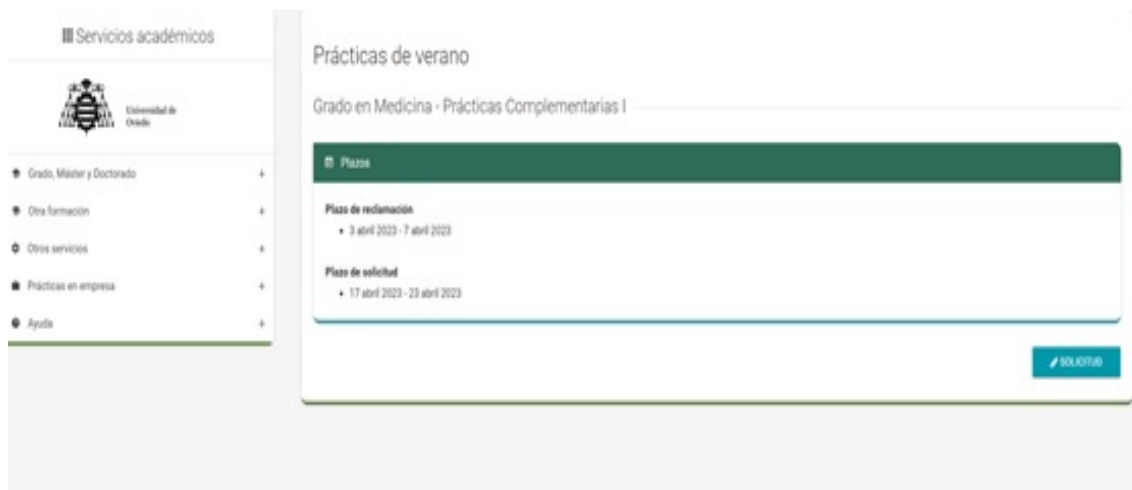 Servicios académicos
Universidad de
Oviedo
Grado, Máster y Doctorado +
Otra formación +
Otros servicios +
Prácticas en empresa +
Ayuda +
Prácticas de verano
Grado en Medicina - Prácticas Complementarias I
Plazos
Plazo de reclamación
• 3 abril 2023 - 7 abril 2023
Plazo de solicitud
• 17 abril 2023 - 23 abril 2023
SOLICITUD